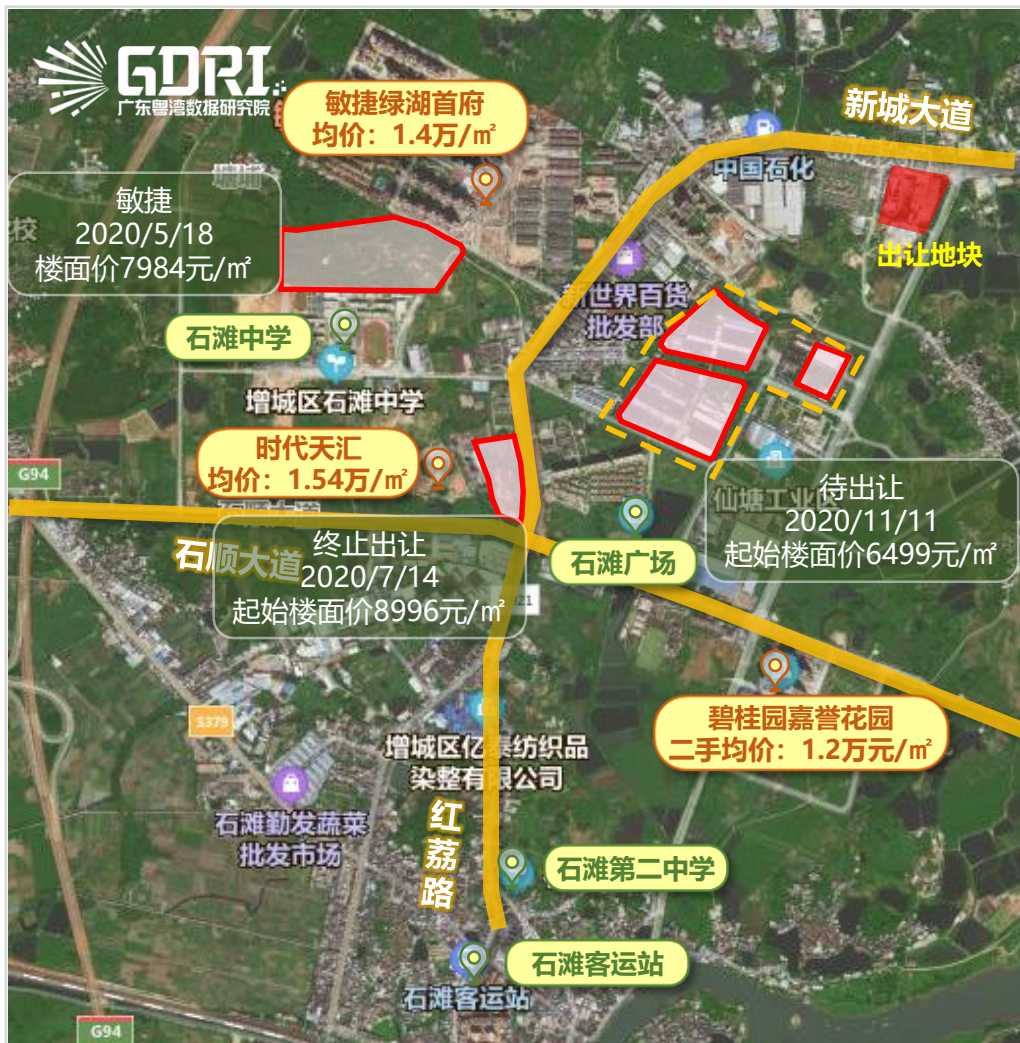 GDRI
广东粤湾数据研究院
敏捷绿湖首府
均价：1.4万/㎡
新城大道
中国石化
敏捷
2020/5/18
楼面价7984元/㎡
校
出让地块
新世界百货
批发部
石滩中学
增城区石滩中学
时代天汇
均价：1.54万/㎡
G94
石顺大道
终止出让
2020/7/14
起始楼面价8996元/㎡
待出让
2020/11/11
起始楼面价6499元/㎡
仙塘工业
石滩广场
21
S379
碧桂园嘉誉花园
二手均价：1.2万元/㎡
增城区亿泰纺织品
染整有限公司
石滩勤发蔬菜
批发市场
红荔路
石滩第二中学
石滩客运站
石滩客运站
G94